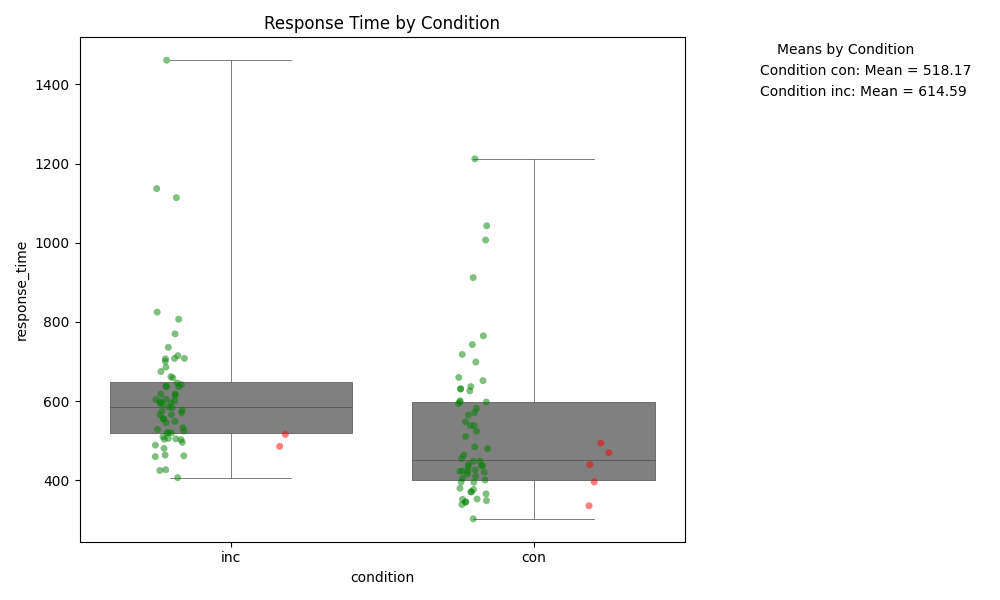 Response Time by Condition
Means by Condition
Condition con: Mean = 518.17
Condition inc: Mean = 614.59
1400
1200
1000
800
600
400
response_time
inc
con
condition